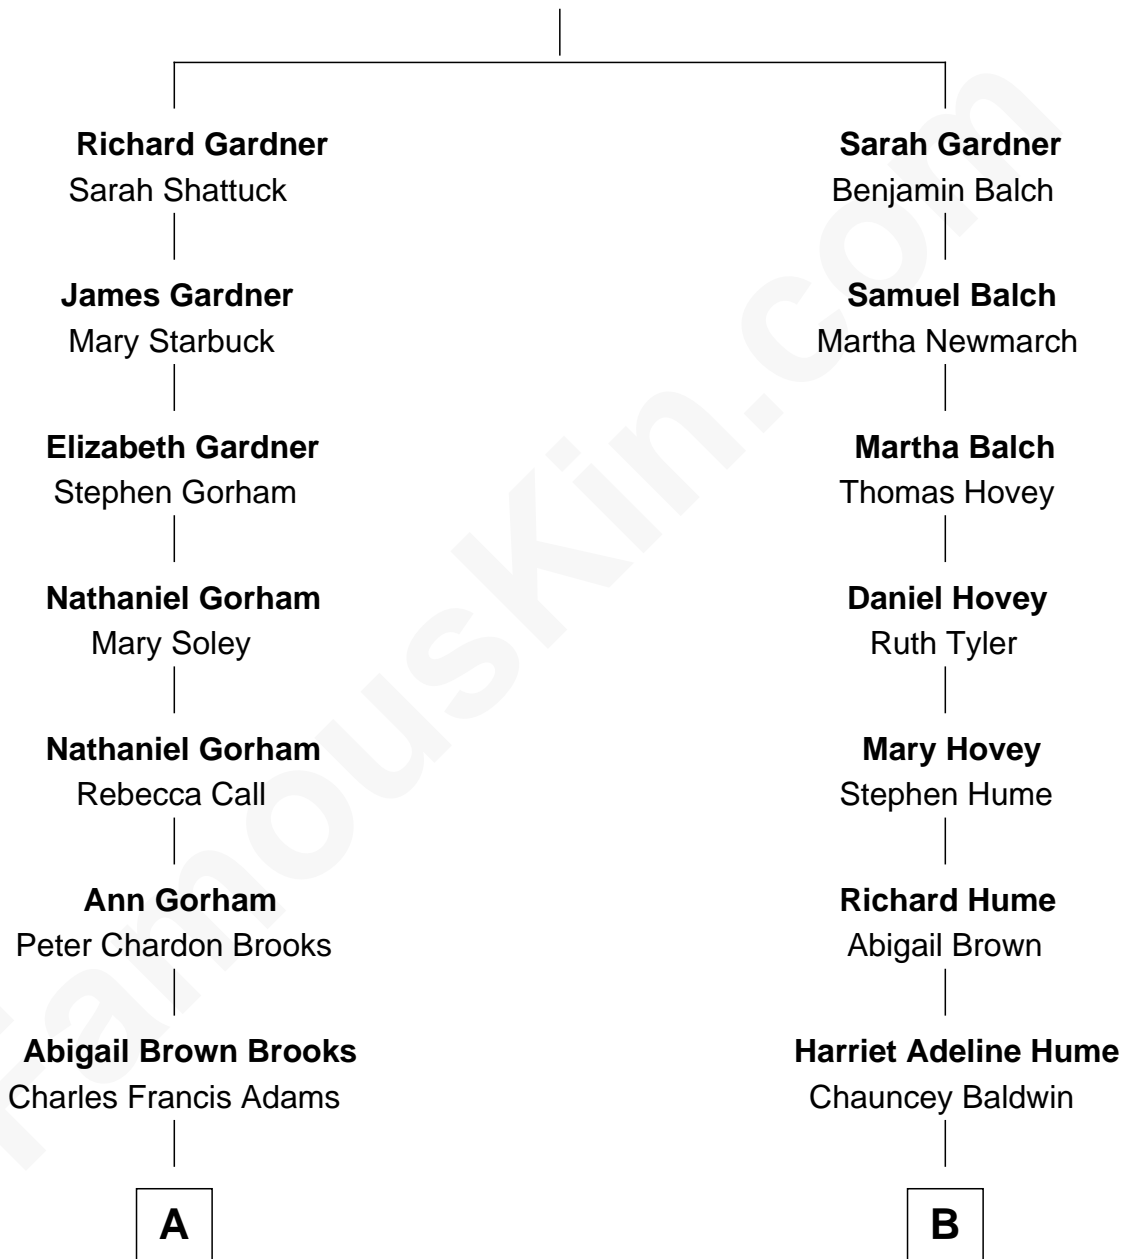 Richard Gardner
Sarah Shattuck
James Gardner
Mary Starbuck
Elizabeth Gardner
Stephen Gorham
Nathaniel Gorham
Mary Soley
Nathaniel Gorham
Rebecca Call
Ann Gorham
Peter Chardon Brooks
Abigail Brown Brooks
Charles Francis Adams
A
Sarah Gardner
Benjamin Balch
Samuel Balch
Martha Newmarch
Martha Balch
Thomas Hovey
Daniel Hovey
Ruth Tyler
Mary Hovey
Stephen Hume
Richard Hume
Abigail Brown
Harriet Adeline Hume
Chauncey Baldwin
B
FamousKin.com